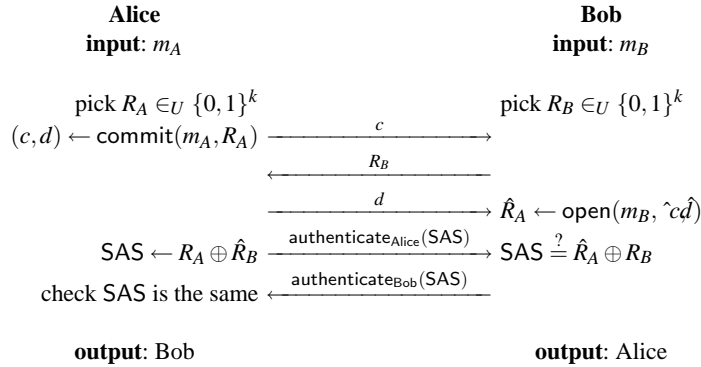 Alice Bob
input: m_A input: m_B
pick R_A ∈_U {0,1}^k pick R_B ∈_U {0,1}^k
(c,d) ← commit(m_A,R_A) c
R_B
d R̂_A ← open(m_B, ˆcd̂)
SAS ← R_A ⊕ R̂_B authenticate_Alice(SAS) SAS ≟ R̂_A ⊕ R_B
check SAS is the same authenticate_Bob(SAS)
output: Bob output: Alice